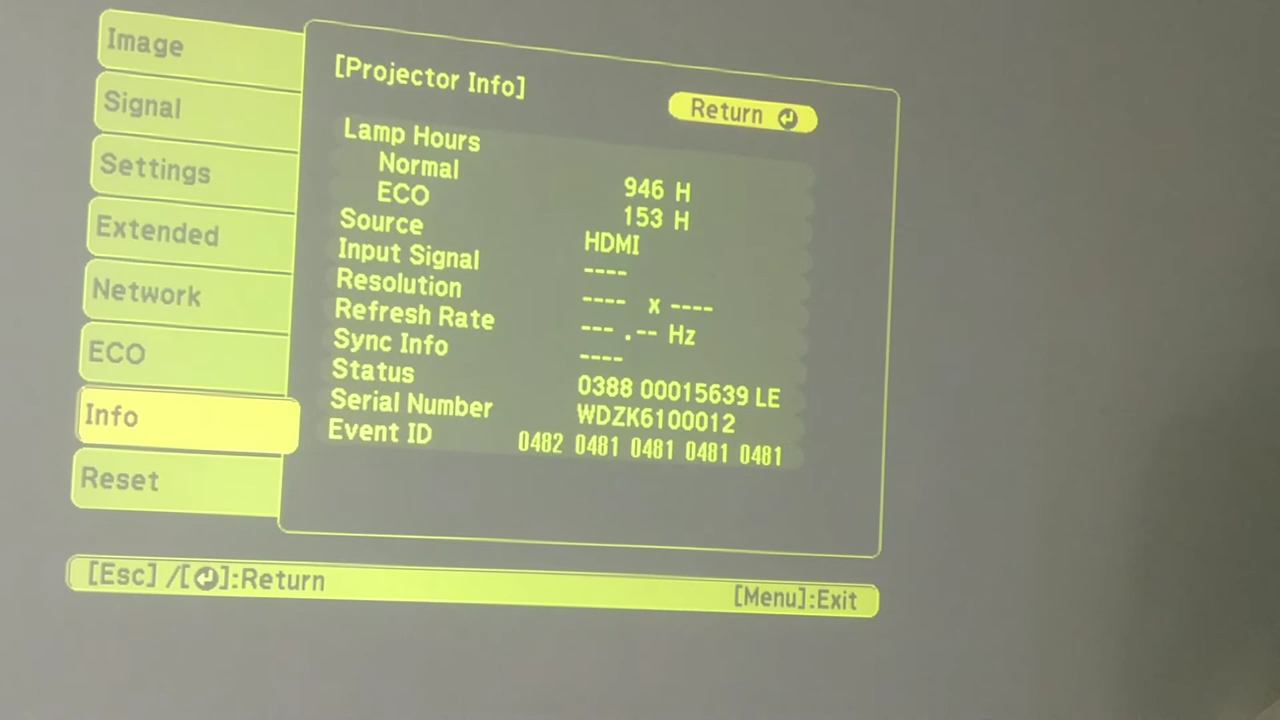 Image
Signal
Settings
Extended
Network
ECO
Info
Reset
[Projector Info]
Return
Lamp Hours
Normal 946 H
ECO 153 H
Source HDMI
Input Signal ----
Resolution ---- x ----
Refresh Rate --- .-- Hz
Sync Info ----
Status 0388 00015639 LE
Serial Number WDZK6100012
Event ID 0482 0481 0481 0481 0481
[Esc] /[⏎]:Return [Menu]:Exit